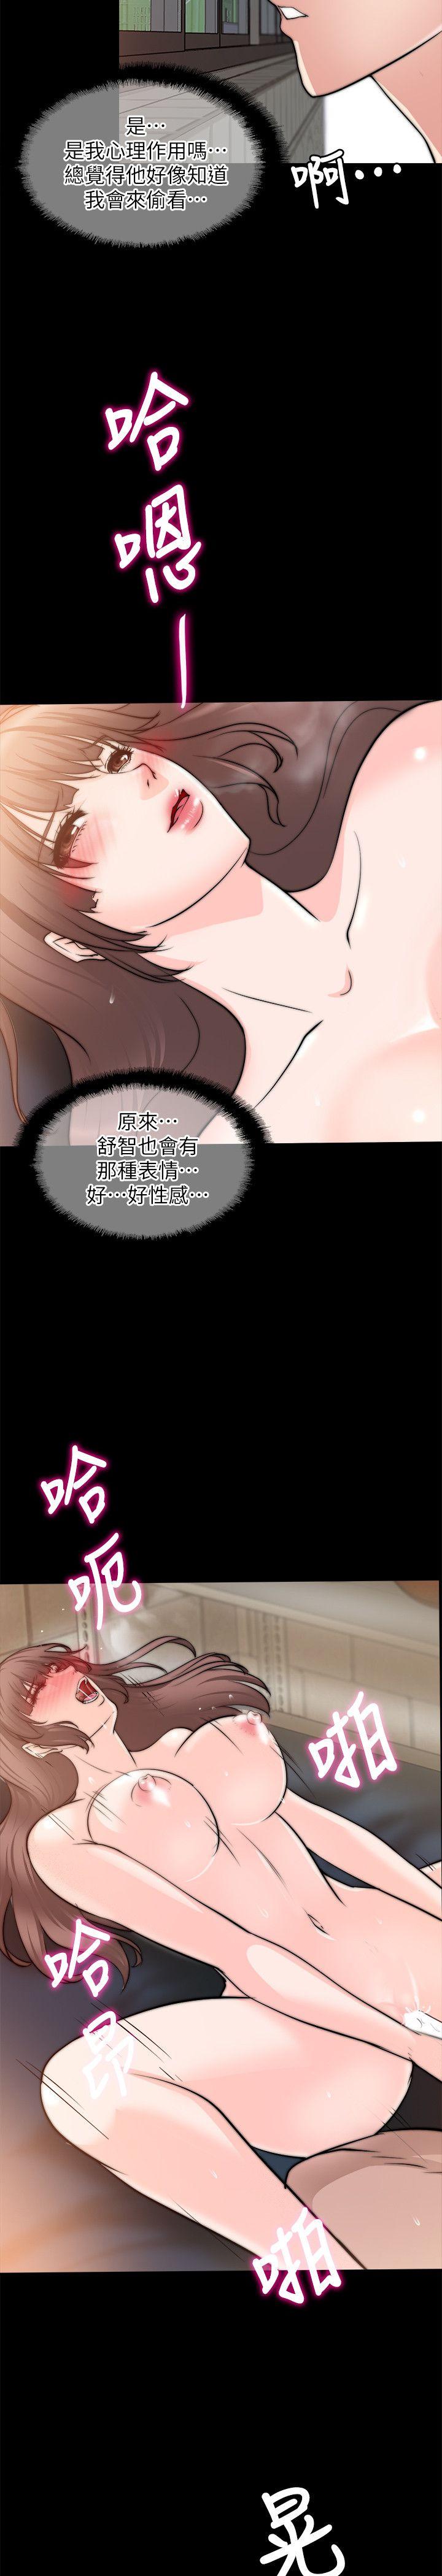 是⋯
是我心理作用嗎⋯
總覺得他好像知道
我會來偷看⋯
啊⋯
哈
嗯
原來⋯
舒智也會有
那種表情⋯
好⋯好性感⋯
哈
呃
啪
哈
昂
啪
晃